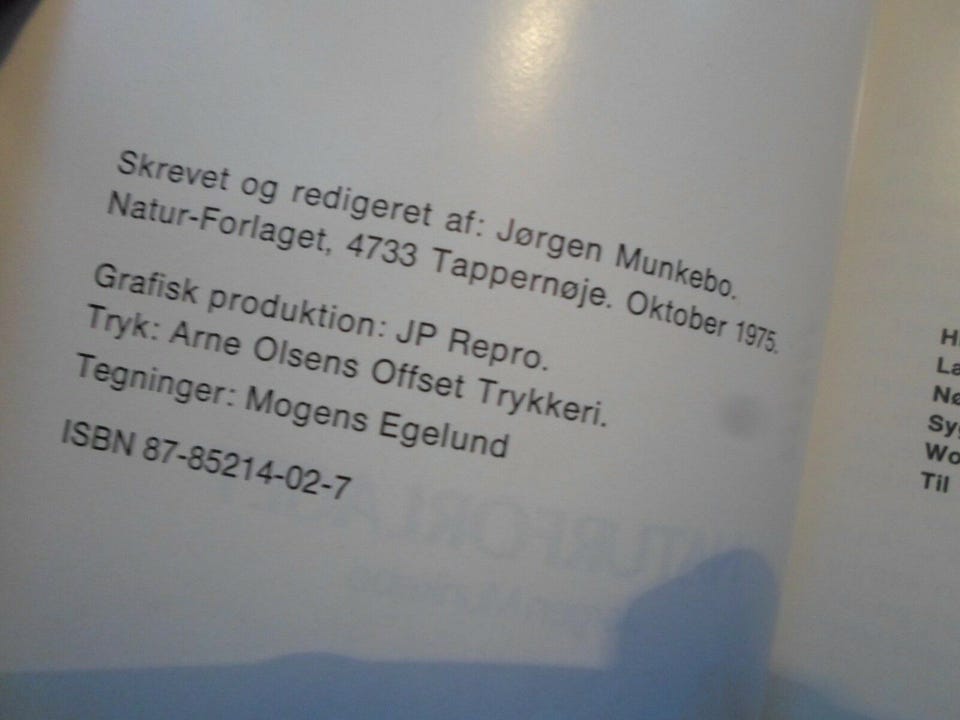 Skrevet og redigeret af: Jørgen Munkebo.
Natur-Forlaget, 4733 Tappernøje. Oktober 1975.
Grafisk produktion: JP Repro.
Tryk: Arne Olsens Offset Trykkeri.
Tegninger: Mogens Egelund
ISBN 87-85214-02-7
Til